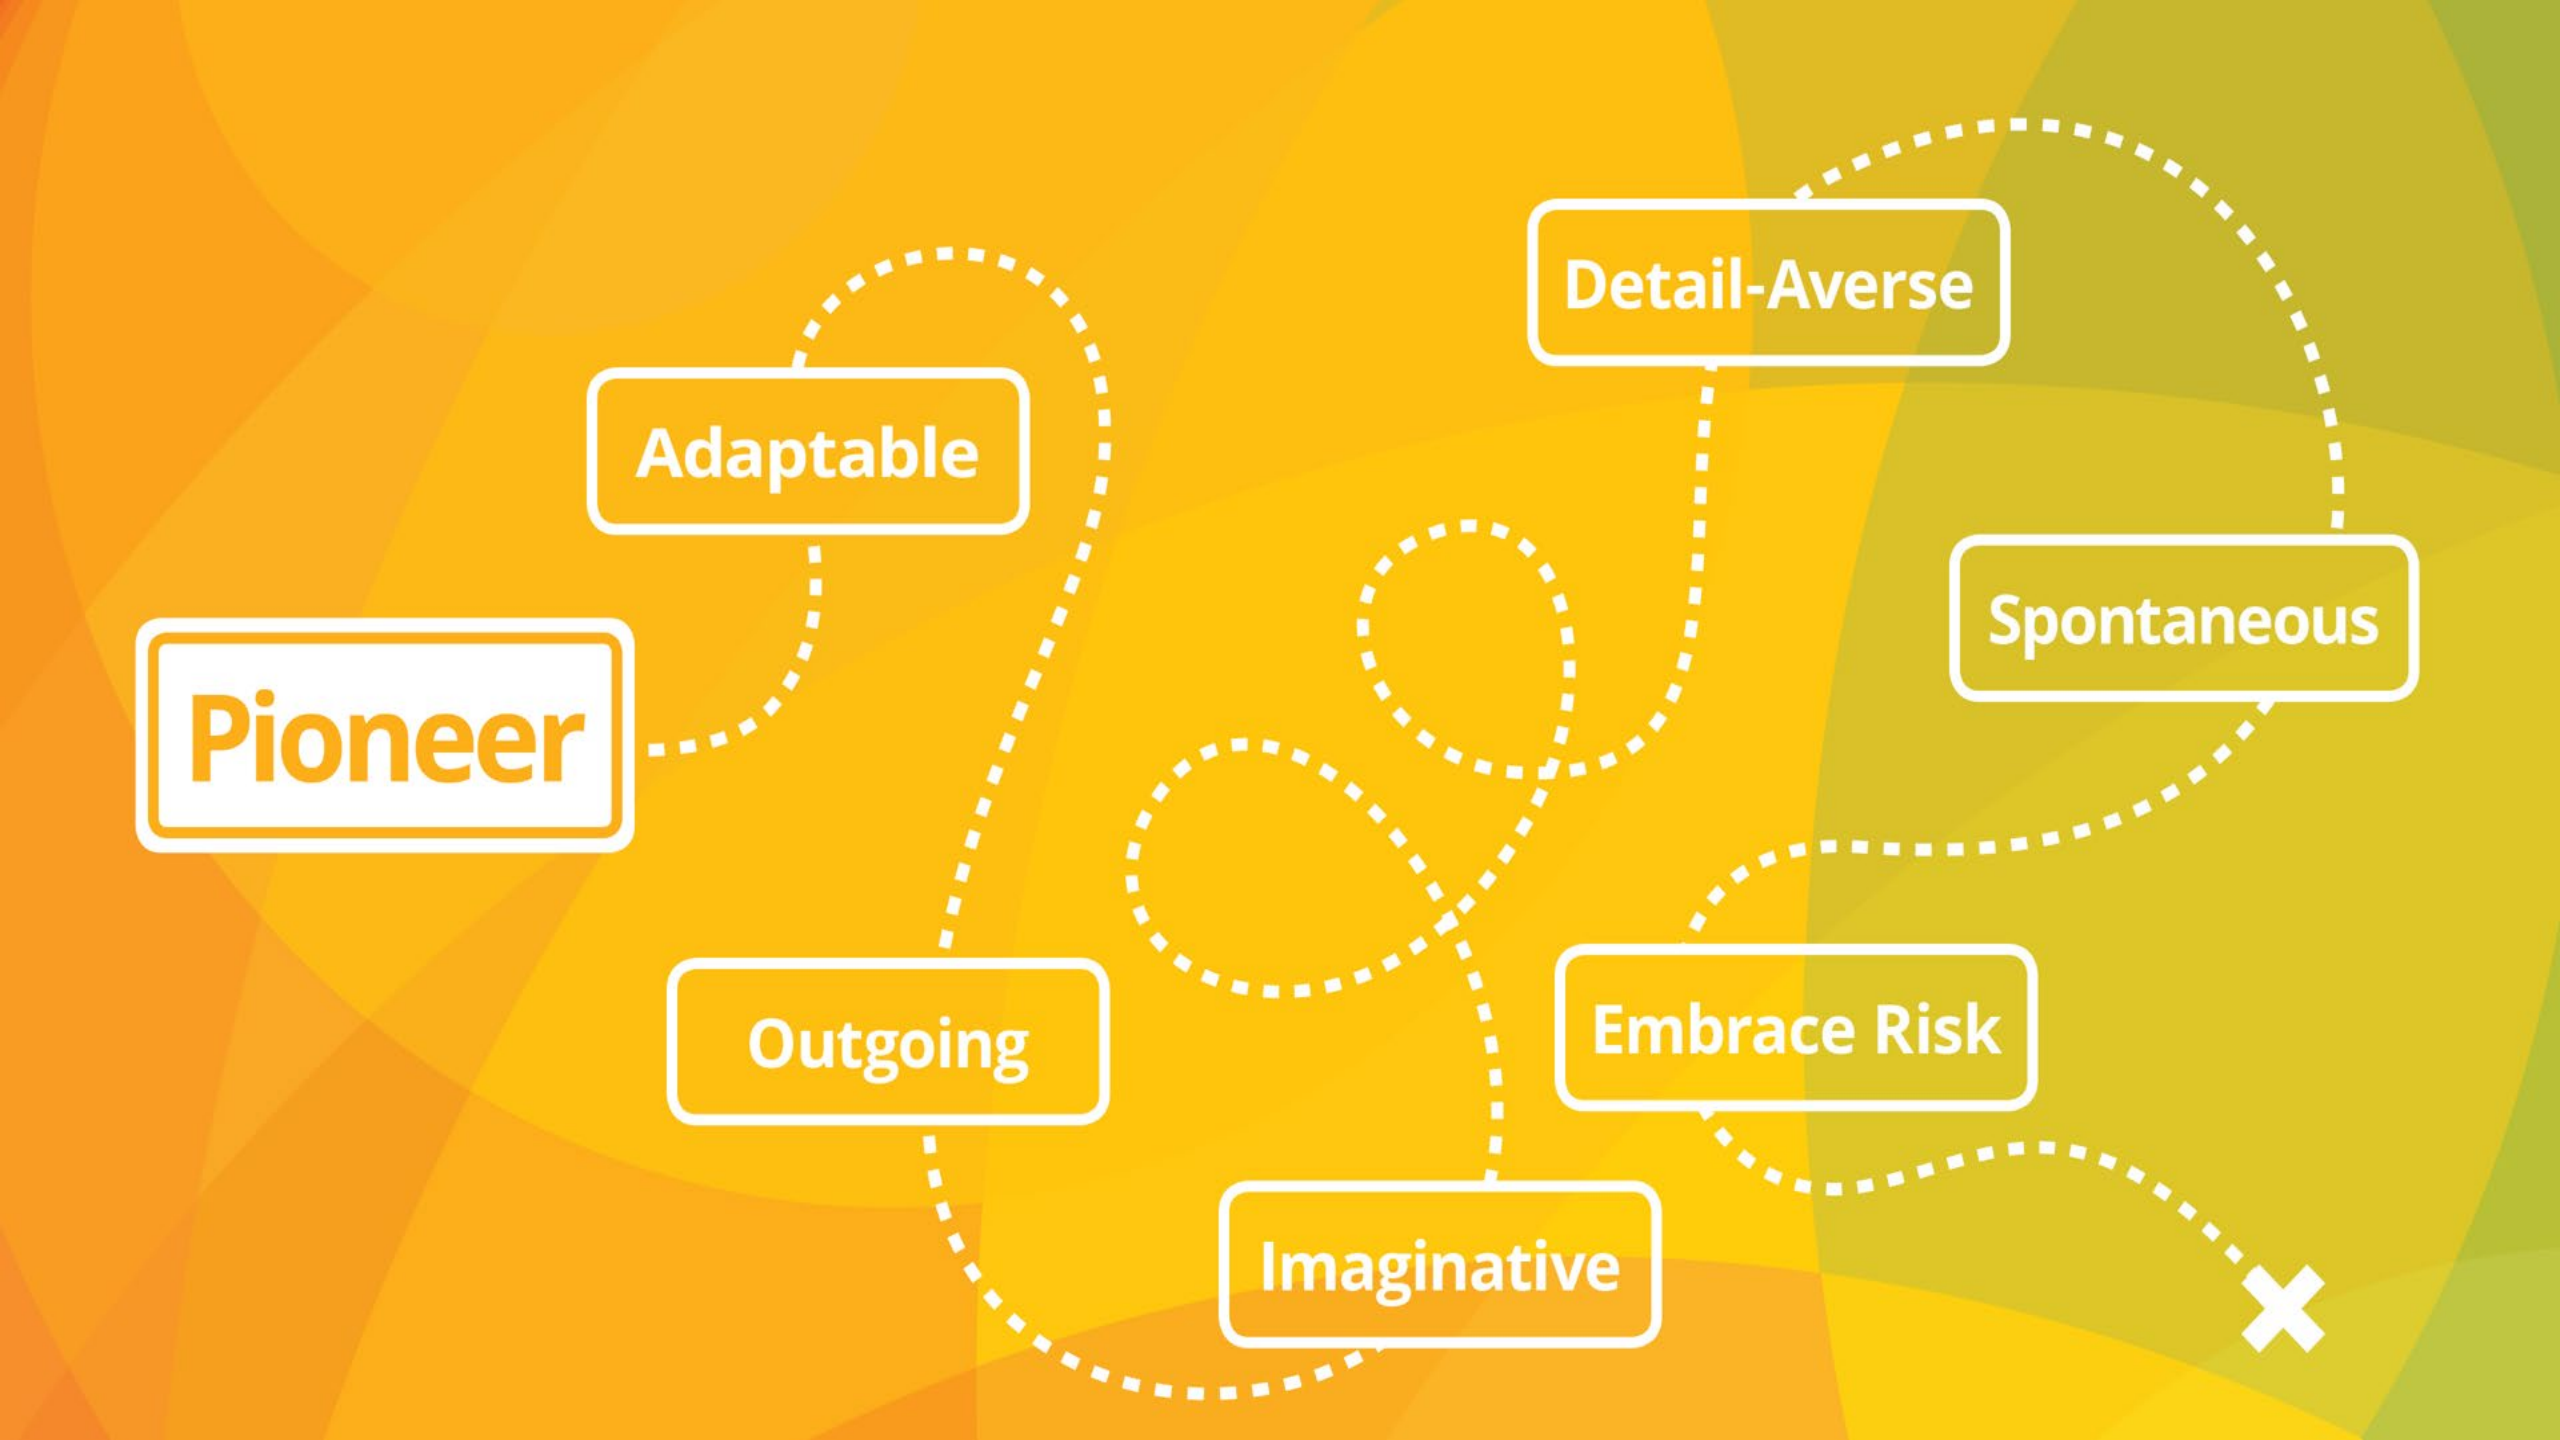 Pioneer
Adaptable
Outgoing
Imaginative
Detail-Averse
Spontaneous
Embrace Risk